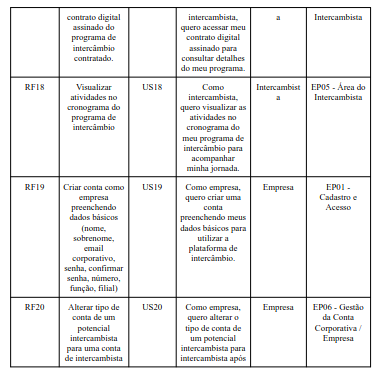 contrato digital
assinado do
programa de
intercâmbio
contratado.
intercambista,
quero acessar meu
contrato digital
assinado para
consultar detalhes
do meu programa.
a
Intercambista
RF18
Visualizar
atividades no
cronograma do
programa de
intercâmbio
US18
Como
intercambista,
quero visualizar as
atividades no
cronograma do
meu programa de
intercâmbio para
acompanhar
minha jornada.
Intercambist
a
EP05 - Área do
Intercambista
RF19
Criar conta como
empresa
preenchendo
dados básicos
(nome,
sobrenome,
email
corporativo,
senha, confirmar
senha, número,
função, filial)
US19
Como empresa,
quero criar uma
conta
preenchendo meus
dados básicos para
utilizar a
plataforma de
intercâmbio.
Empresa
EP01 -
Cadastro e
Acesso
RF20
Alterar tipo de
conta de um
potencial
intercambista
para uma conta
de intercambista
US20
Como empresa,
quero alterar o
tipo de conta de
um potencial
intercambista para
intercambista após
Empresa
EP06 - Gestão
da Conta
Corporativa /
Empresa